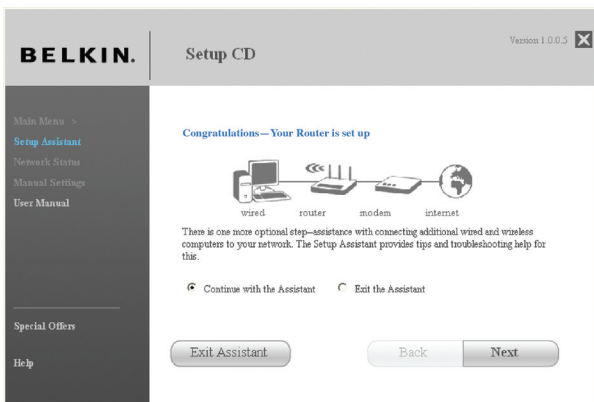 BELKIN.
Setup CD
Version 1.0.0.5
Main Menu >
Setup Assistant
Network Status
Manual Settings
User Manual
Special Offers
Help
Congratulations—Your Router is set up
wired router modem internet
There is one more optional step–assistance with connecting additional wired and wireless
computers to your network. The Setup Assistant provides tips and troubleshooting help for
this.
Continue with the Assistant Exit the Assistant
Exit Assistant Back Next